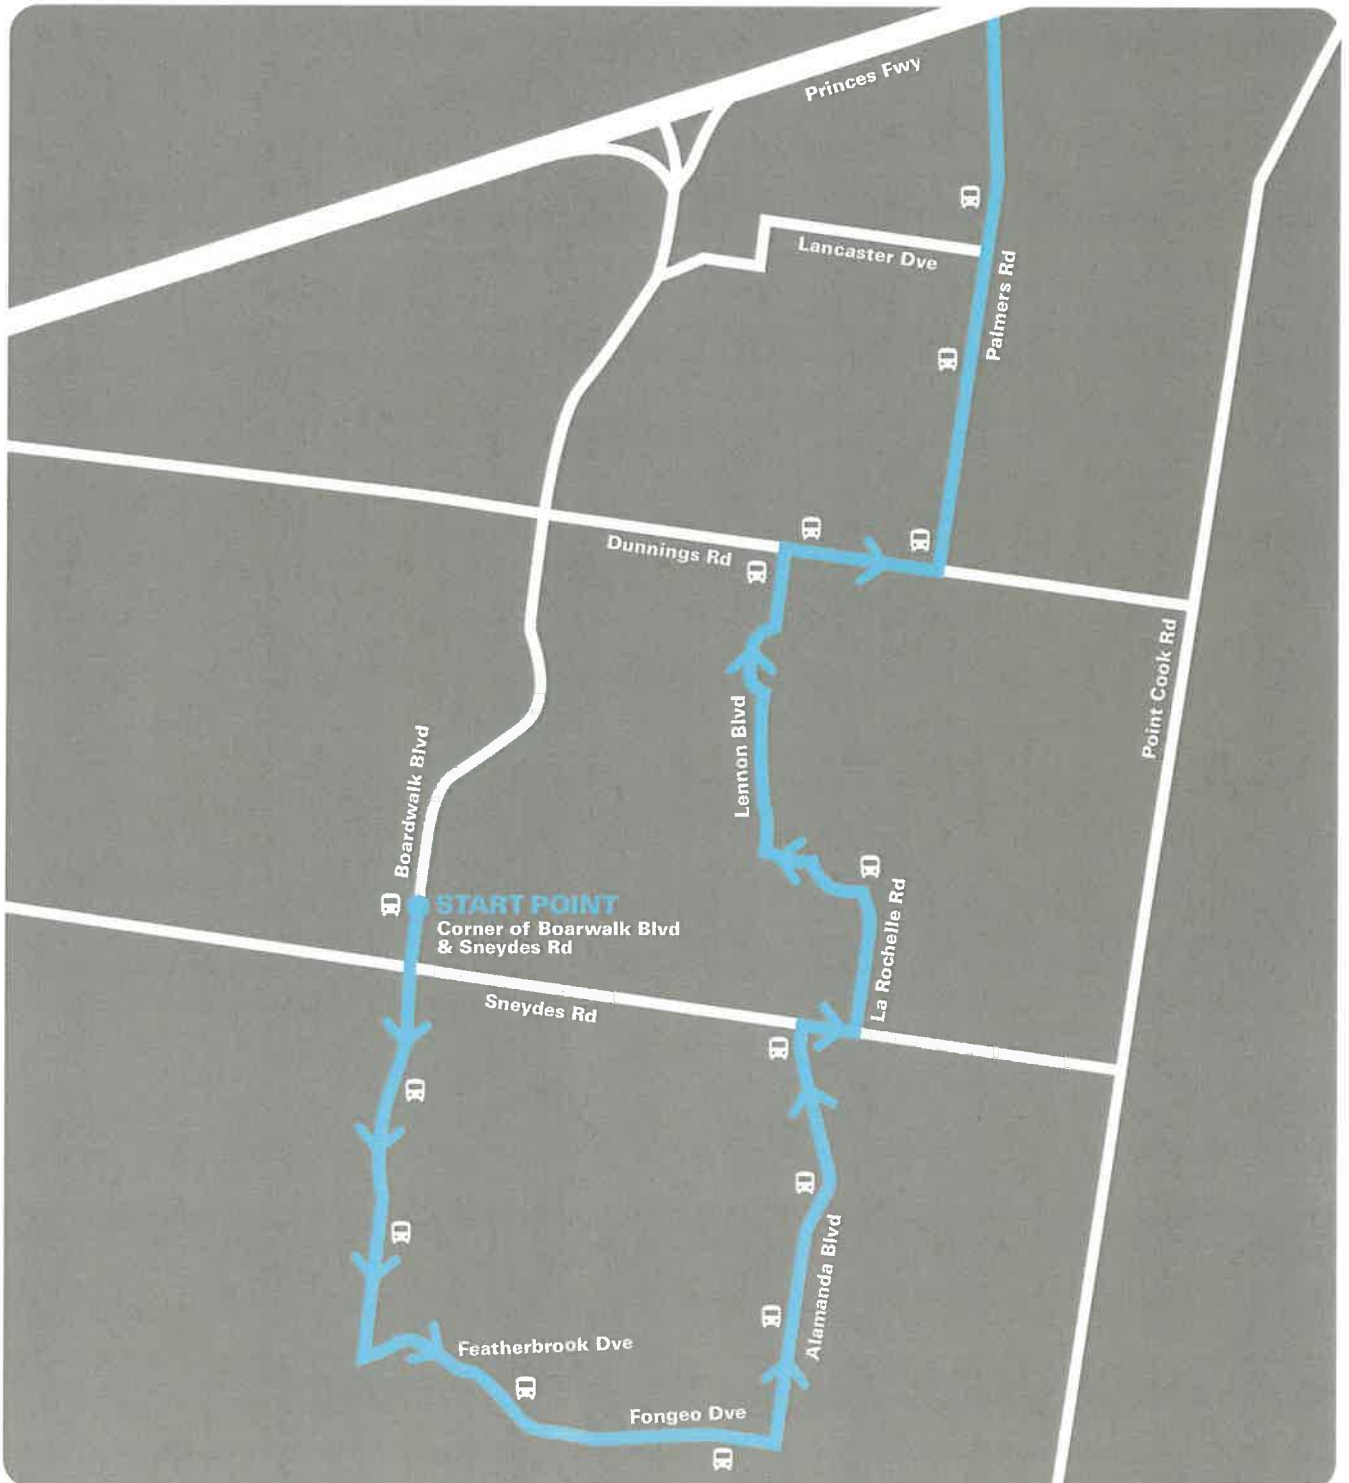 Princes Fwy
Lancaster Dve
Palmers Rd
Dunnings Rd
Point Cook Rd
Lennon Blvd
Boardwalk Blvd
START POINT
Corner of Boarwalk Blvd
& Sneydes Rd
La Rochelle Rd
Sneydes Rd
Alamanda Blvd
Featherbrook Dve
Fongeo Dve